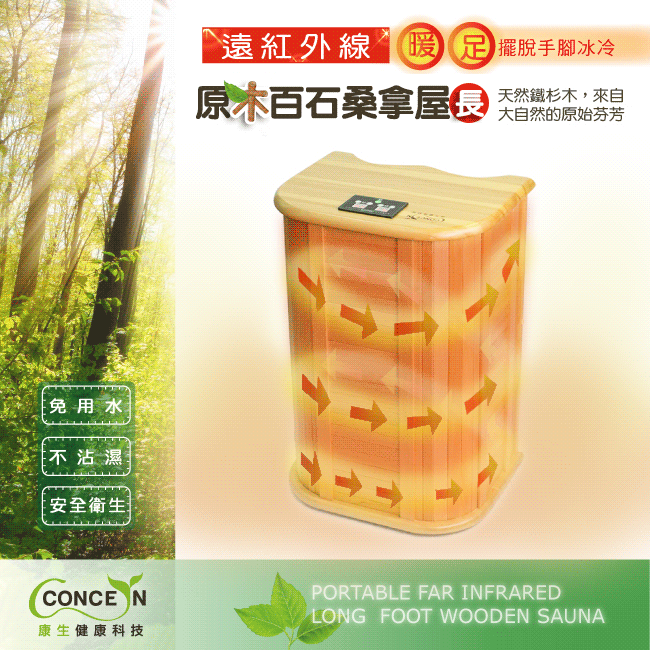 遠紅外線 暖足 擺脫手腳冰冷
原木百石桑拿屋長
天然鐵杉木，來自
大自然的原始芬芳
免用水
不沾濕
安全衛生
CONCERN
康生健康科技
PORTABLE FAR INFRARED
LONG FOOT WOODEN SAUNA